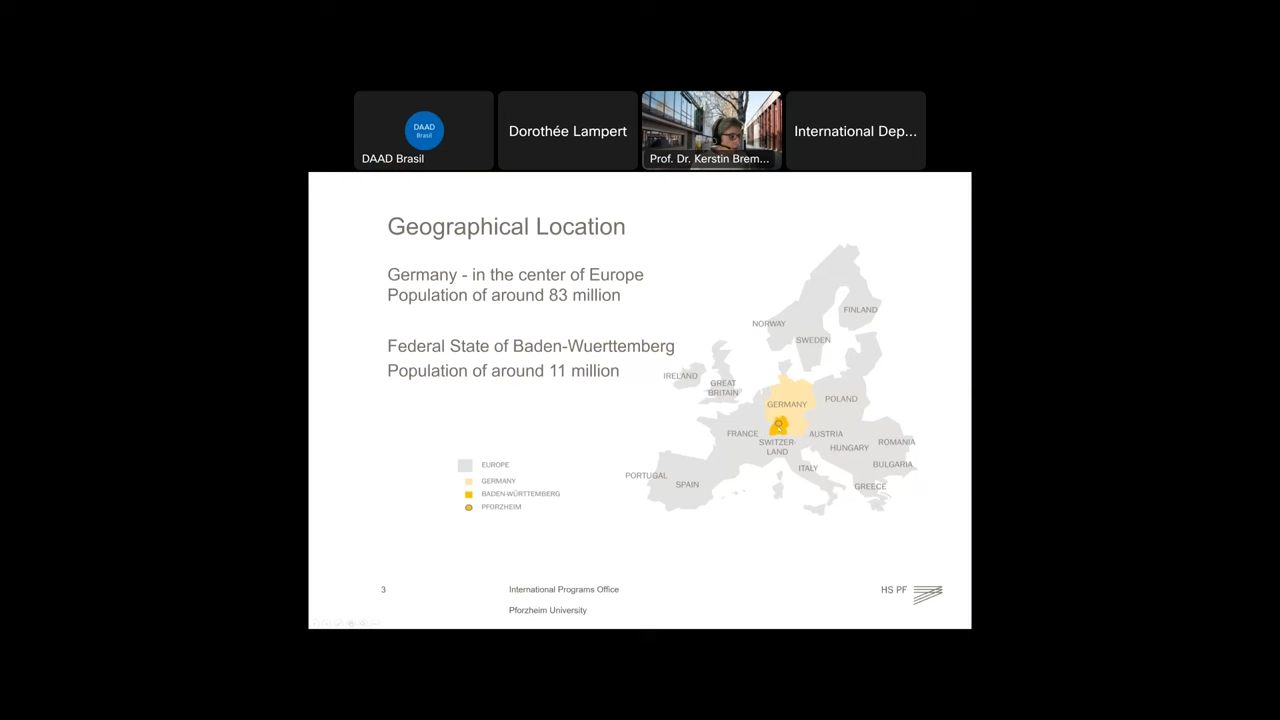 DAAD
Brasil
DAAD Brasil
Dorothée Lampert
Prof. Dr. Kerstin Brem...
International Dep...
Geographical Location
Germany - in the center of Europe
Population of around 83 million
Federal State of Baden-Wuerttemberg
Population of around 11 million
FINLAND
NORWAY
SWEDEN
IRELAND
GREAT
BRITAIN
GERMANY
POLAND
FRANCE
AUSTRIA
SWITZER
LAND
HUNGARY
ROMANIA
BULGARIA
ITALY
PORTUGAL
SPAIN
GREECE
EUROPE
GERMANY
BADEN-WÜRTTEMBERG
PFORZHEIM
3
International Programs Office
Pforzheim University
HS PF